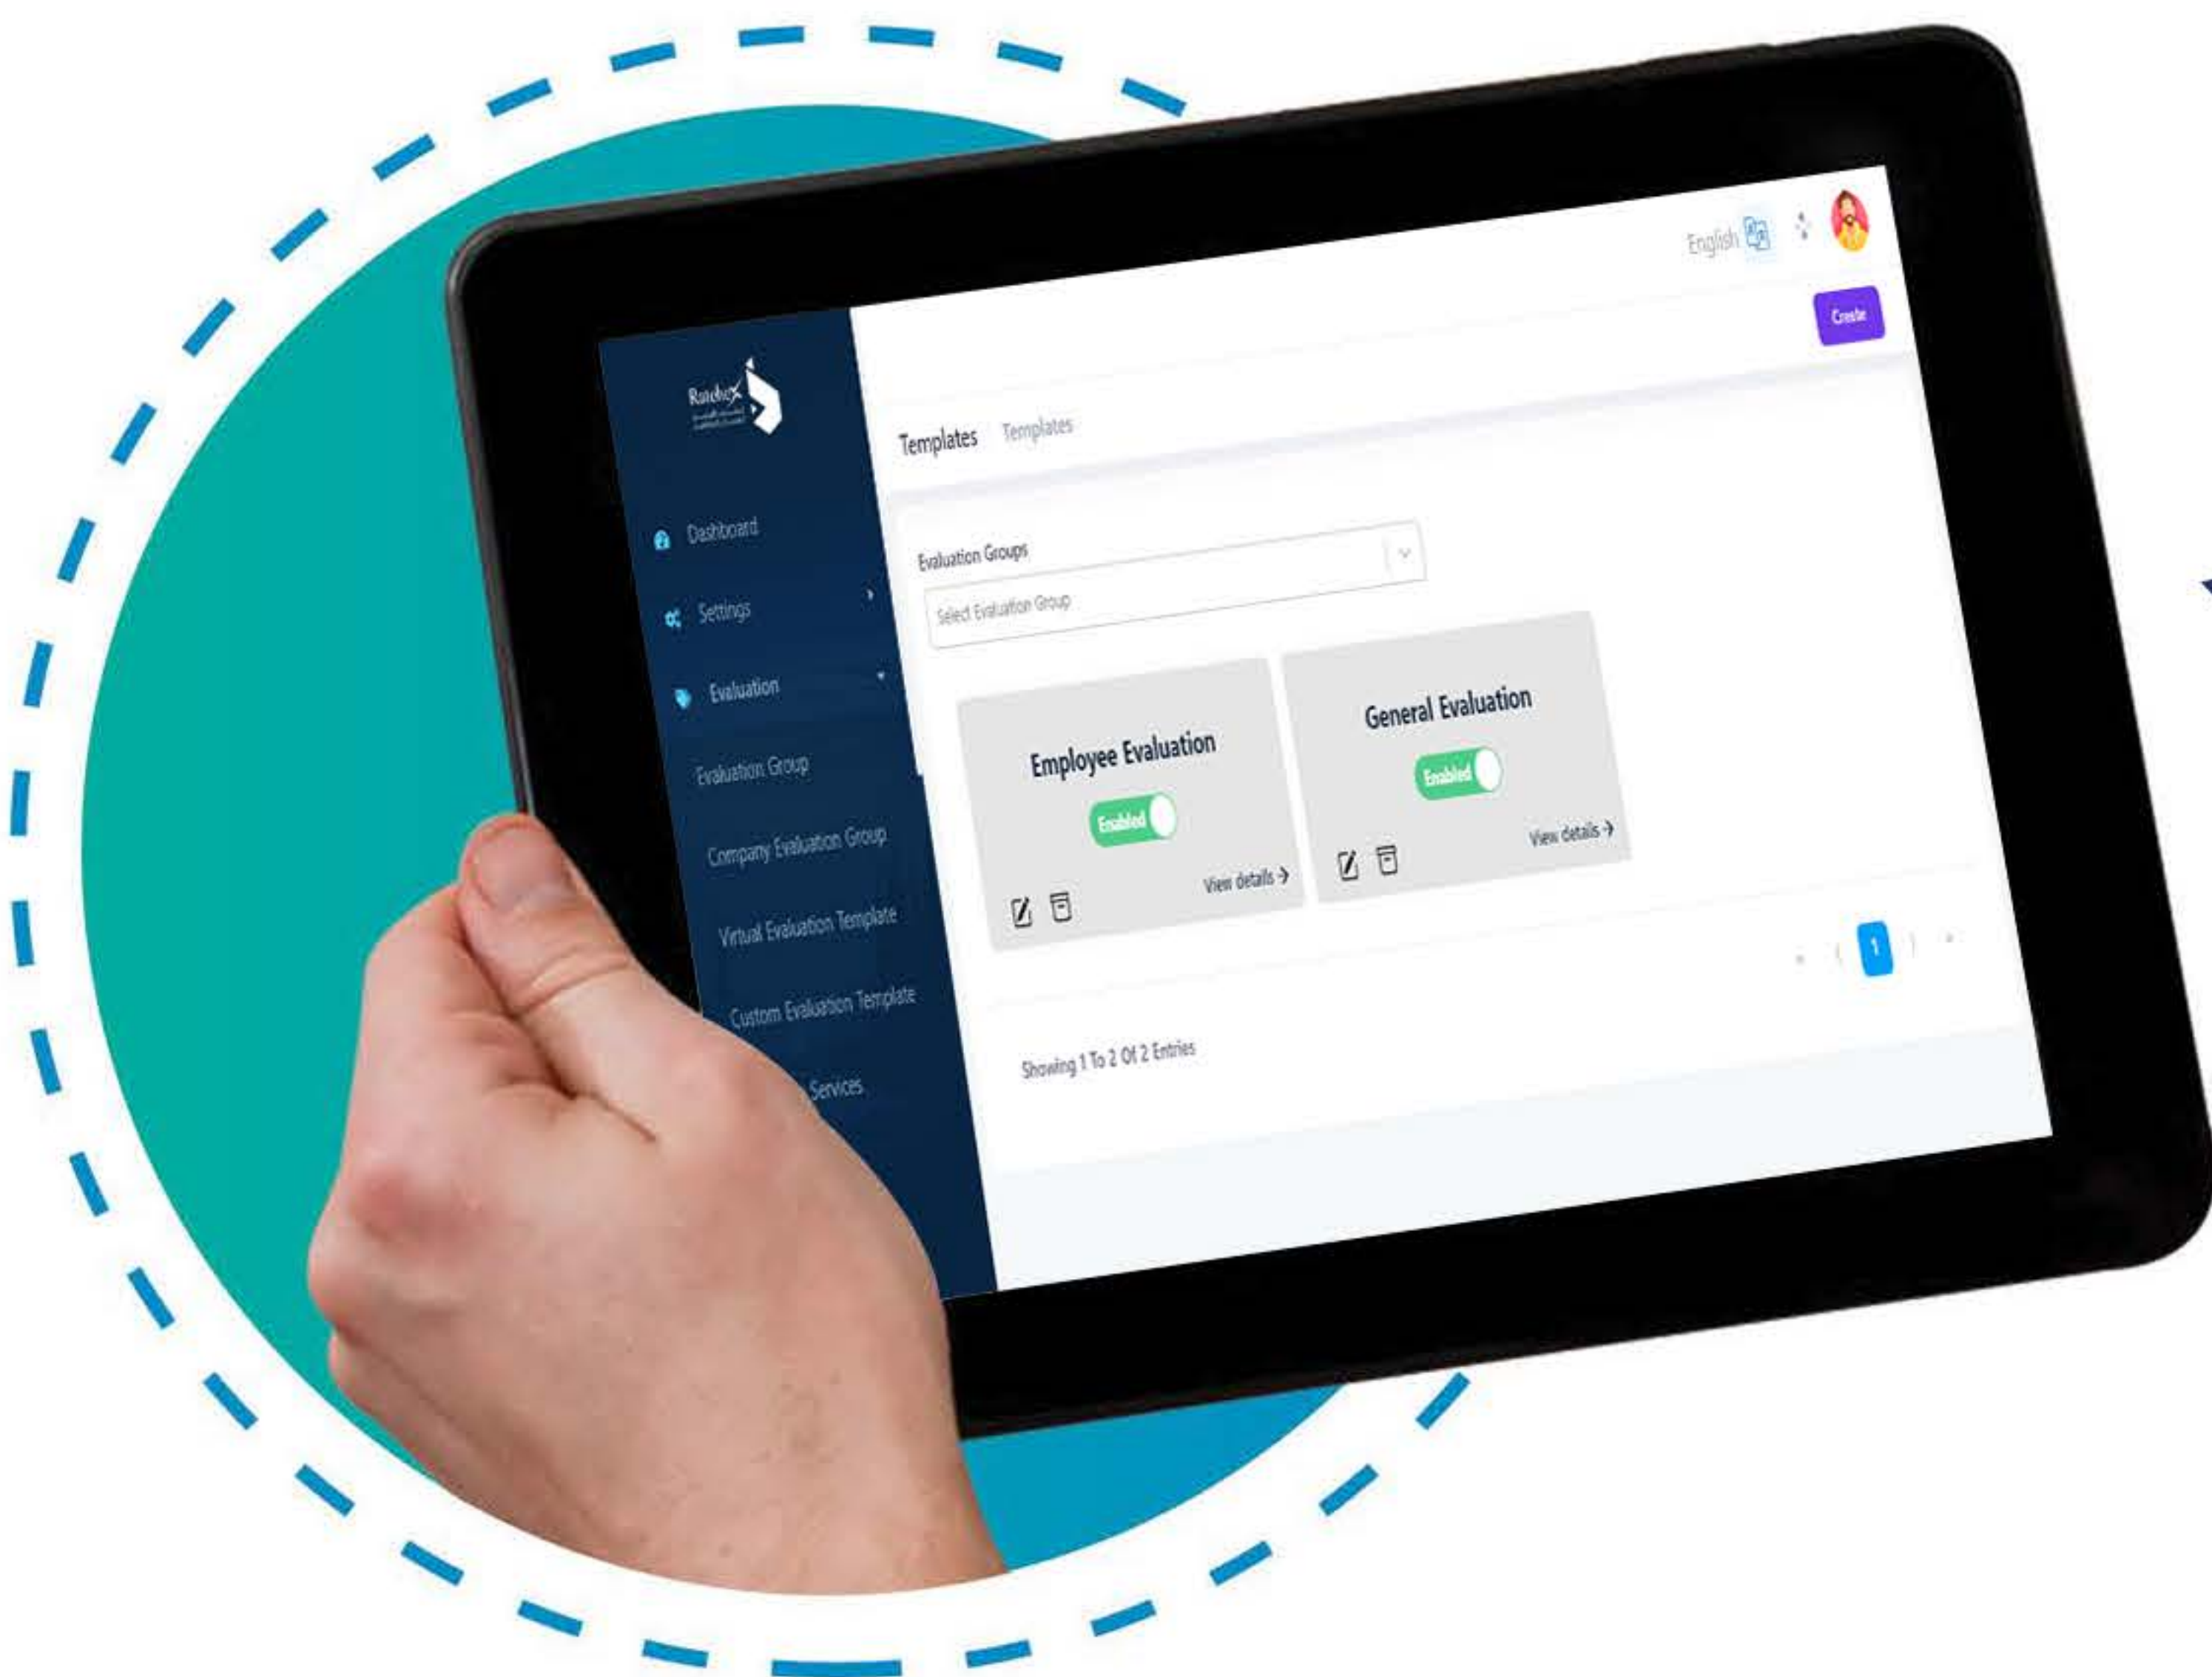 English
Create
Templates Templates
Dashboard
Settings
Evaluation
Evaluation Group
Company Evaluation Group
Virtual Evaluation Template
Custom Evaluation Template
Services
Evaluation Groups
Select Evaluation Group
Employee Evaluation
Enabled
View details
General Evaluation
Enabled
View details
1
Showing 1 To 2 Of 2 Entries